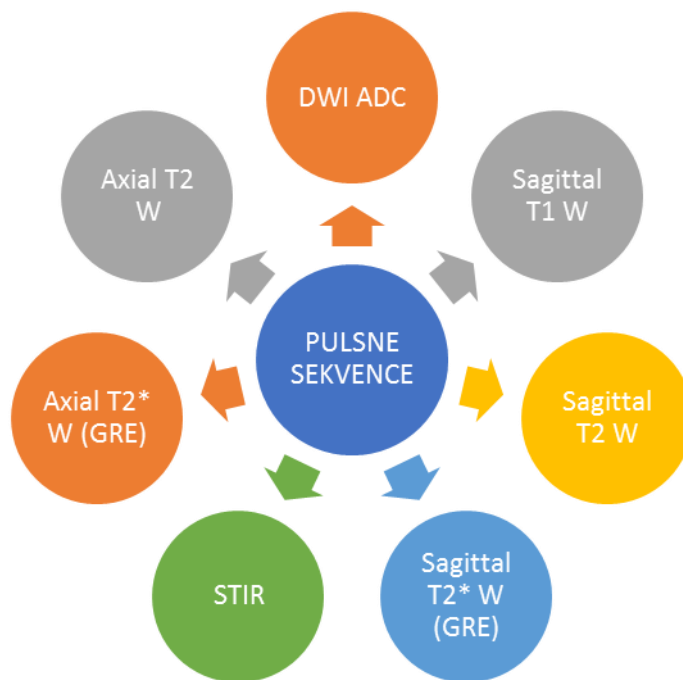 DWI ADC
Sagittal
T1 W
Sagittal
T2 W
Sagittal
T2* W
(GRE)
STIR
Axial T2*
W (GRE)
Axial T2
W
PULSNE
SEKVENCE